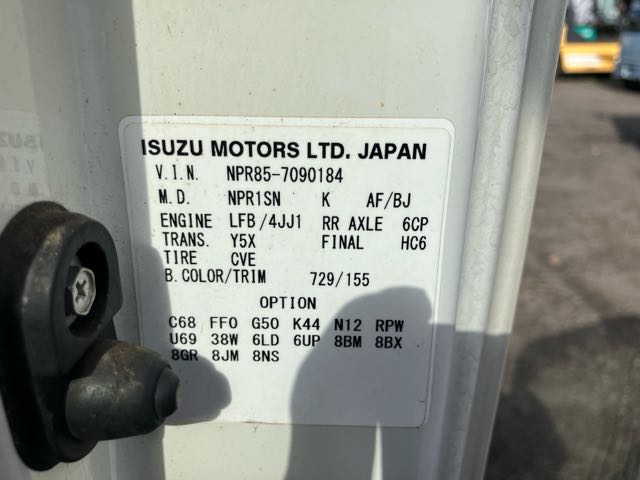 ISUZU MOTORS LTD. JAPAN
V.I.N. NPR85-7090184
M.D. NPR1SN K AF/BJ
ENGINE LFB/4JJ1 RR AXLE 6CP
TRANS. Y5X FINAL HC6
TIRE CVE
B.COLOR/TRIM 729/155
OPTION
C68 FF0 G50 K44 N12 RPW
U69 38W 6LD 6UP 8BM 8BX
8GR 8JM 8NS